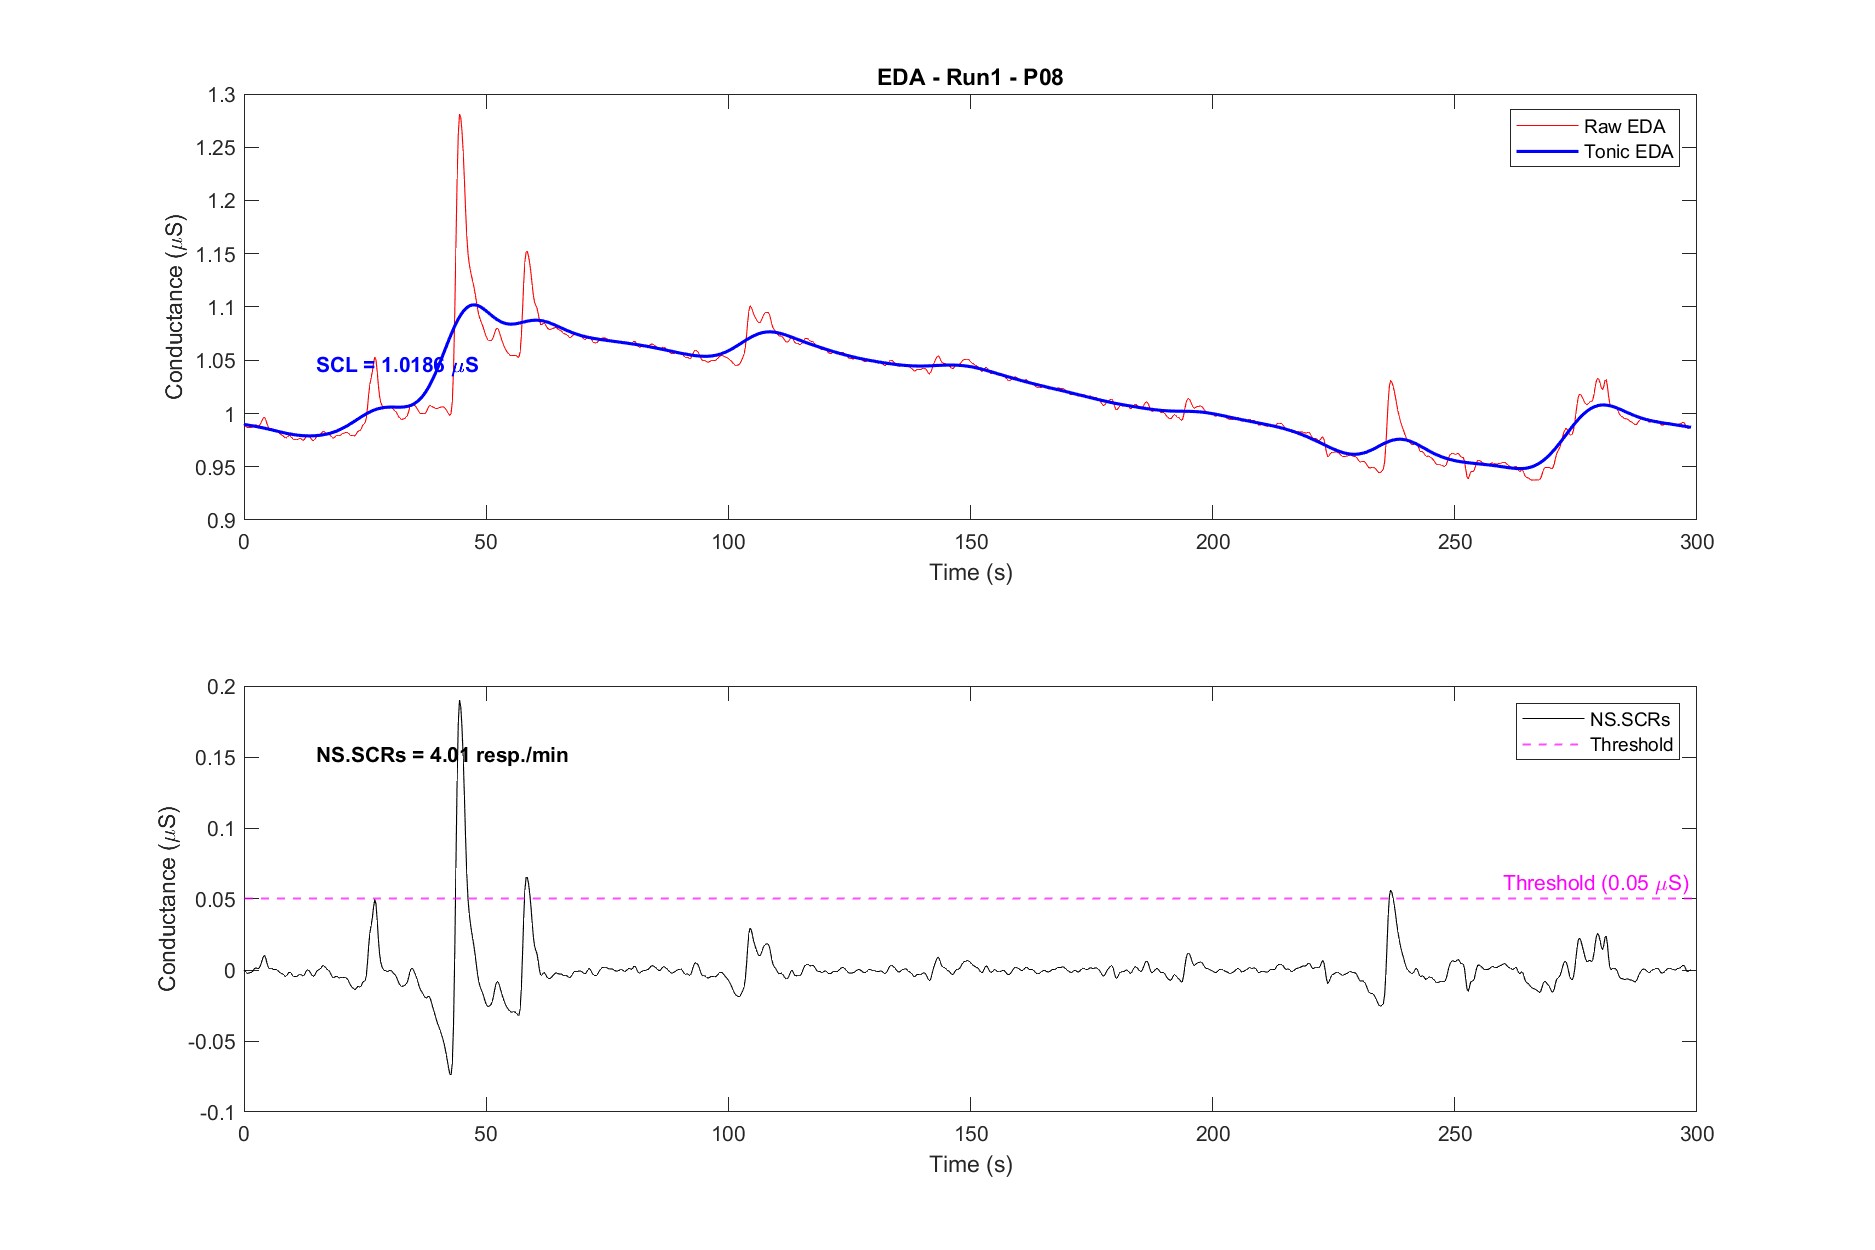 EDA - Run1 - P08
1.3
1.25
1.2
1.15
1.1
1.05
1
0.95
0.9
Conductance (μS)
Raw EDA
Tonic EDA
SCL = 1.0186 μS
0 50 100 150 200 250 300
Time (s)
0.2
0.15
0.1
0.05
0
-0.05
-0.1
Conductance (μS)
NS.SCRs
Threshold
NS.SCRs = 4.01 resp./min
Threshold (0.05 μS)
0 50 100 150 200 250 300
Time (s)